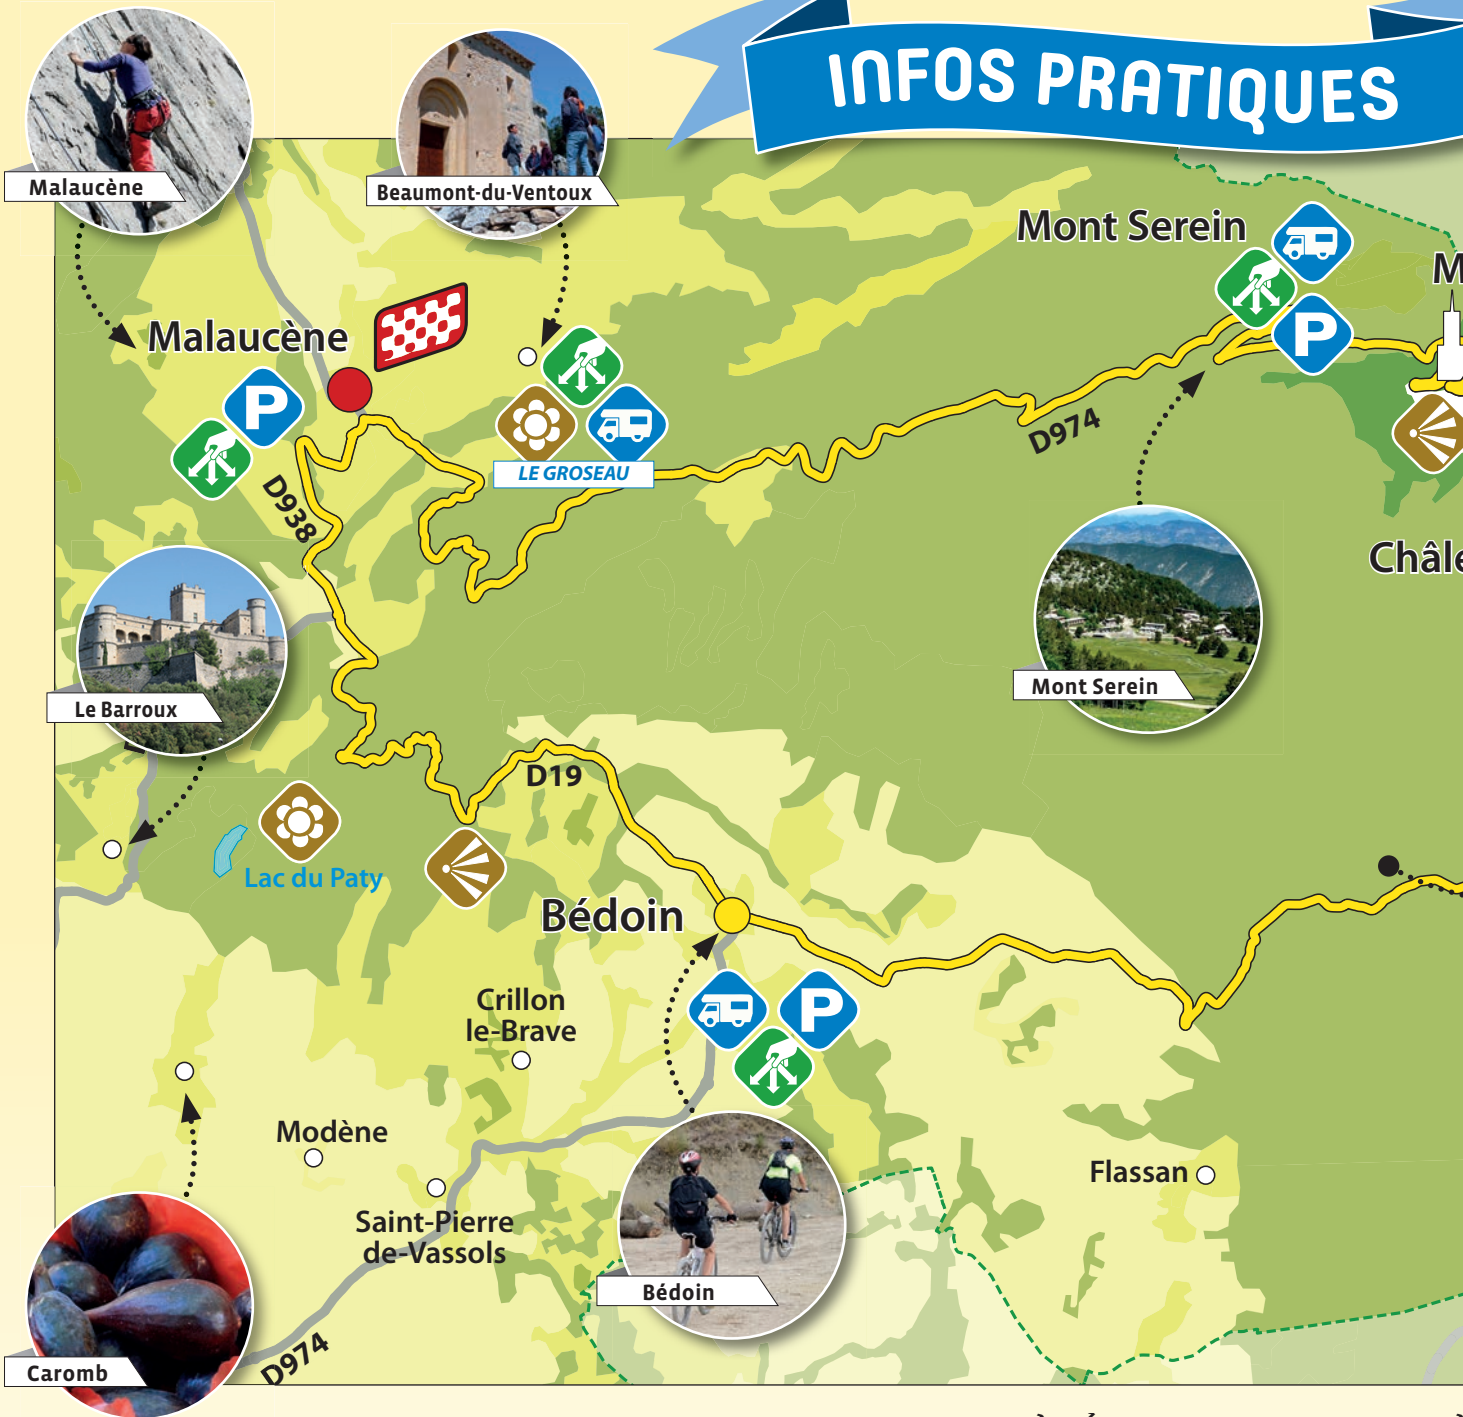 INFOS PRATIQUES
Malaucène
Beaumont-du-Ventoux
Mont Serein
M
Malaucène
P
P
D974
LE GROSEAU
D938
Châle
Le Barroux
Mont Serein
D19
Lac du Paty
Bédoin
Crillon
le-Brave
P
Modène
Flassan
Saint-Pierre
de-Vassols
Bédoin
D974
Caromb